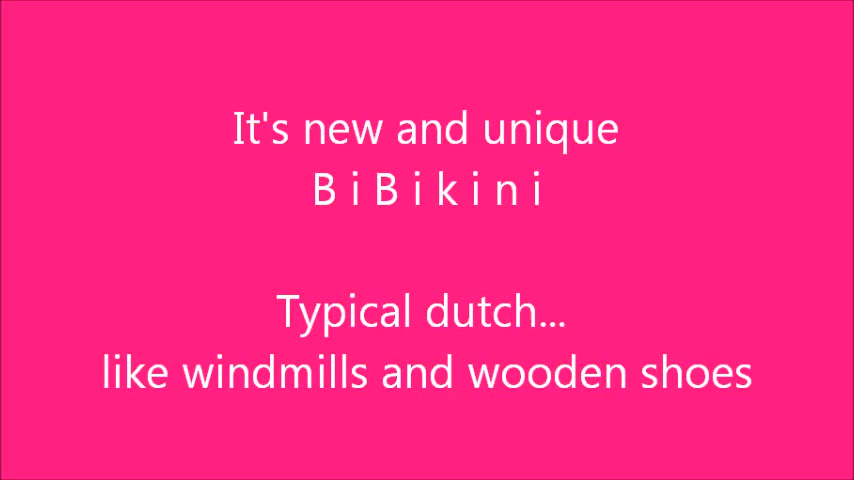 It's new and unique
B i B i k i n i
Typical dutch...
like windmills and wooden shoes